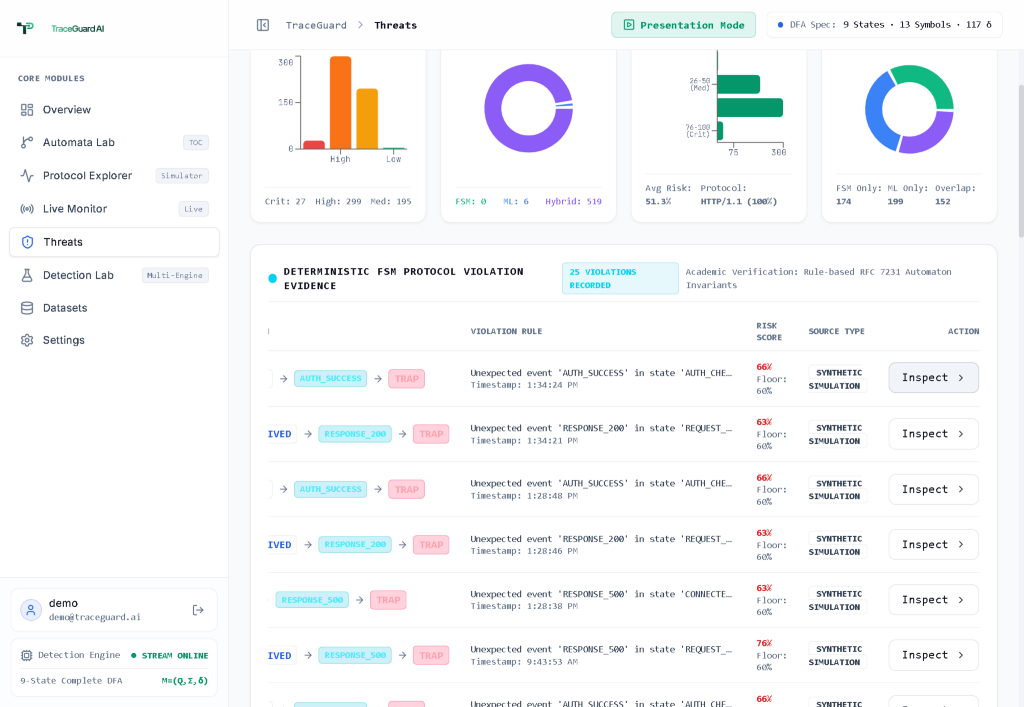 TraceGuard AI
CORE MODULES
Overview
Automata Lab TOC
Protocol Explorer Simulator
Live Monitor Live
Threats
Detection Lab Multi-Engine
Datasets
Settings
demo
demo@traceguard.ai
Detection Engine STREAM ONLINE
9-State Complete DFA M=(Q,Σ,δ)
TraceGuard > Threats
Presentation Mode
DFA Spec: 9 States · 13 Symbols · 117 δ
300
150
0
High Low
Crit: 27 High: 299 Med: 195
FSM: 0 ML: 6 Hybrid: 519
26-50
(Med)
76-100
(Crit)
75 300
Avg Risk: Protocol:
51.3% HTTP/1.1 (100%)
FSM Only: ML Only: Overlap:
174 199 152
DETERMINISTIC FSM PROTOCOL VIOLATION
EVIDENCE
25 VIOLATIONS
RECORDED
Academic Verification: Rule-based RFC 7231 Automaton
Invariants
VIOLATION RULE RISK SCORE SOURCE TYPE ACTION
→ AUTH_SUCCESS → TRAP
Unexpected event 'AUTH_SUCCESS' in state 'AUTH_CHE…
Timestamp: 1:34:24 PM
66%
Floor:
60%
SYNTHETIC
SIMULATION
Inspect >
IVED → RESPONSE_200 → TRAP
Unexpected event 'RESPONSE_200' in state 'REQUEST_…
Timestamp: 1:34:21 PM
63%
Floor:
60%
SYNTHETIC
SIMULATION
Inspect >
→ AUTH_SUCCESS → TRAP
Unexpected event 'AUTH_SUCCESS' in state 'AUTH_CHE…
Timestamp: 1:28:48 PM
66%
Floor:
60%
SYNTHETIC
SIMULATION
Inspect >
IVED → RESPONSE_200 → TRAP
Unexpected event 'RESPONSE_200' in state 'REQUEST_…
Timestamp: 1:28:46 PM
63%
Floor:
60%
SYNTHETIC
SIMULATION
Inspect >
RESPONSE_500 → TRAP
Unexpected event 'RESPONSE_500' in state 'CONNECTE…
Timestamp: 1:28:38 PM
63%
Floor:
60%
SYNTHETIC
SIMULATION
Inspect >
IVED → RESPONSE_500 → TRAP
Unexpected event 'RESPONSE_500' in state 'REQUEST_…
Timestamp: 9:43:53 AM
76%
Floor:
60%
SYNTHETIC
SIMULATION
Inspect >
Unexpected event 'AUTH_SUCCESS' in state 'AUTH_CHE…
66%
SYNTHETIC